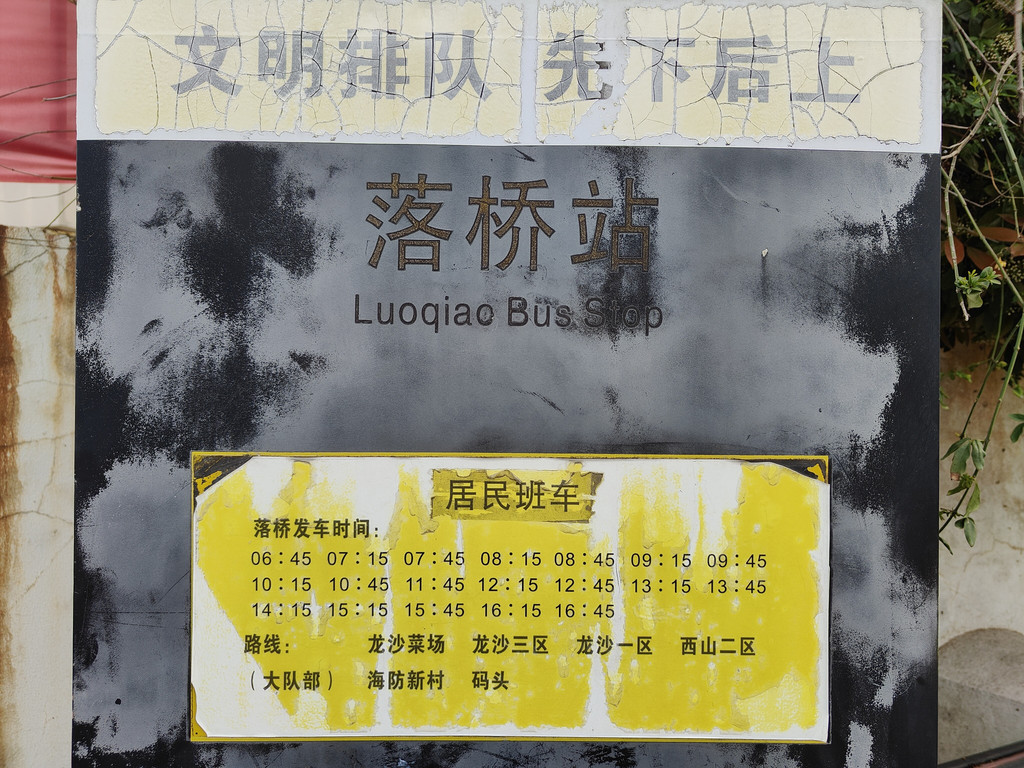 文明排队 先下后上
落桥站
Luoqiao Bus Stop
居民班车
落桥发车时间：
06：45 07：15 07：45 08：15 08：45 09：15 09：45
10：15 10：45 11：45 12：15 12：45 13：15 13：45
14：15 15：15 15：45 16：15 16：45
路线： 龙沙菜场 龙沙三区 龙沙一区 西山二区
（大队部） 海防新村 码头